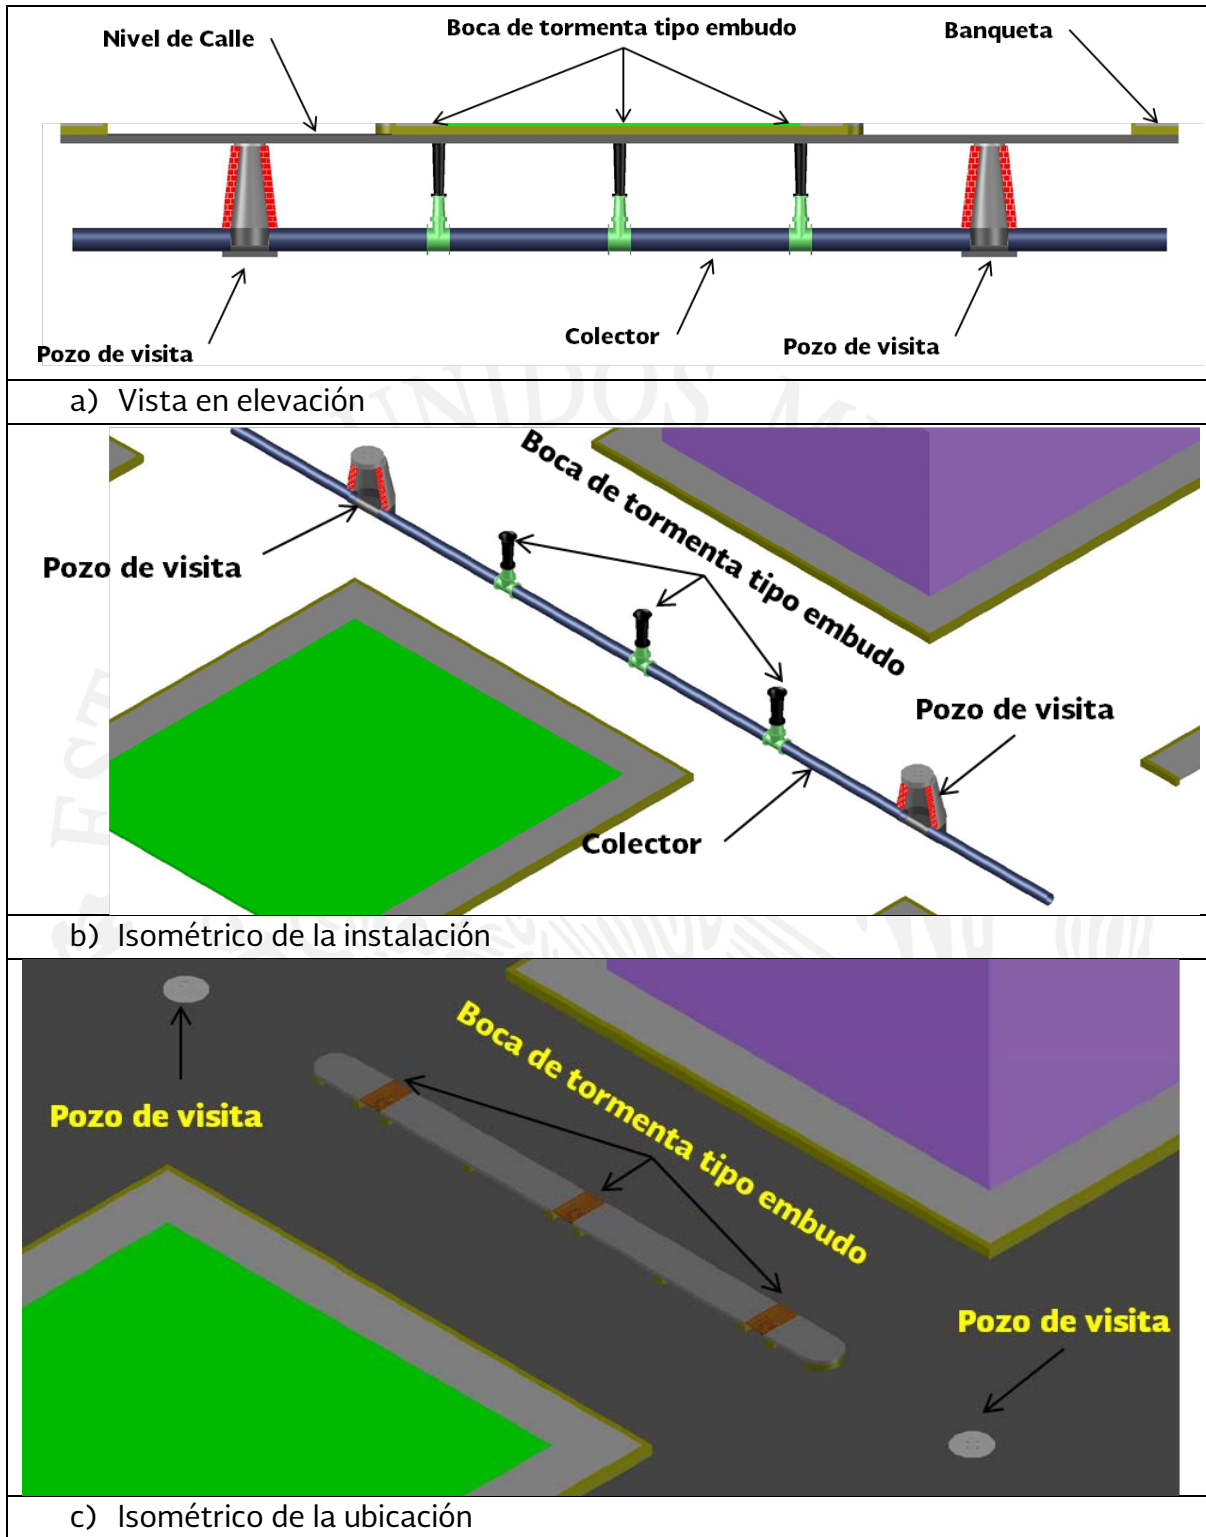 Nivel de Calle
Boca de tormenta tipo embudo
Banqueta
Pozo de visita
Colector
Pozo de visita
a) Vista en elevación
UNIDOS M
Boca de tormenta tipo embudo
Pozo de visita
Pozo de visita
Colector
EST
b) Isométrico de la instalación
Boca de tormenta tipo embudo
Pozo de visita
Pozo de visita
c) Isométrico de la ubicación